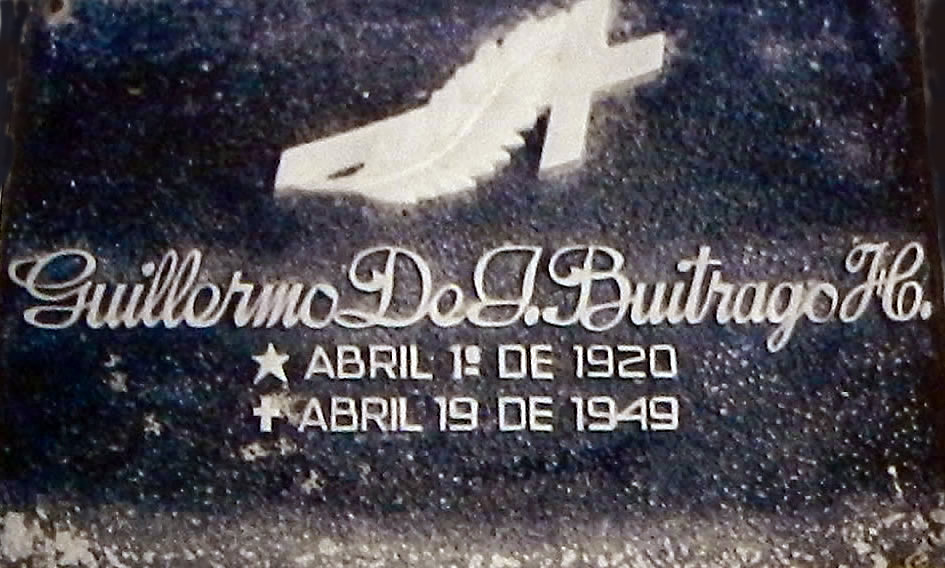 Guillermo De J. Buitrago H.
★ ABRIL 1º DE 1920
✝ ABRIL 19 DE 1949